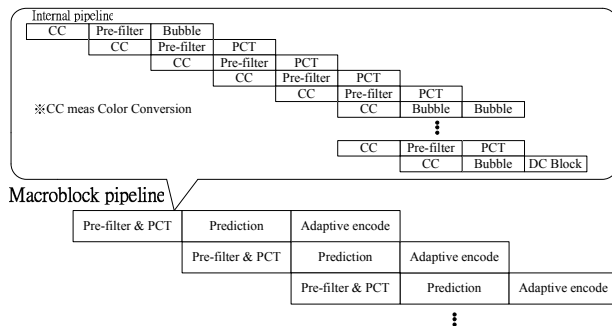 Internal pipeline
CC Pre-filter Bubble
CC Pre-filter PCT
CC Pre-filter PCT
CC Pre-filter PCT
CC Pre-filter PCT
※CC meas Color Conversion
CC Bubble Bubble
CC Pre-filter PCT
CC Bubble DC Block
Macroblock pipeline
Pre-filter & PCT Prediction Adaptive encode
Pre-filter & PCT Prediction Adaptive encode
Pre-filter & PCT Prediction Adaptive encode